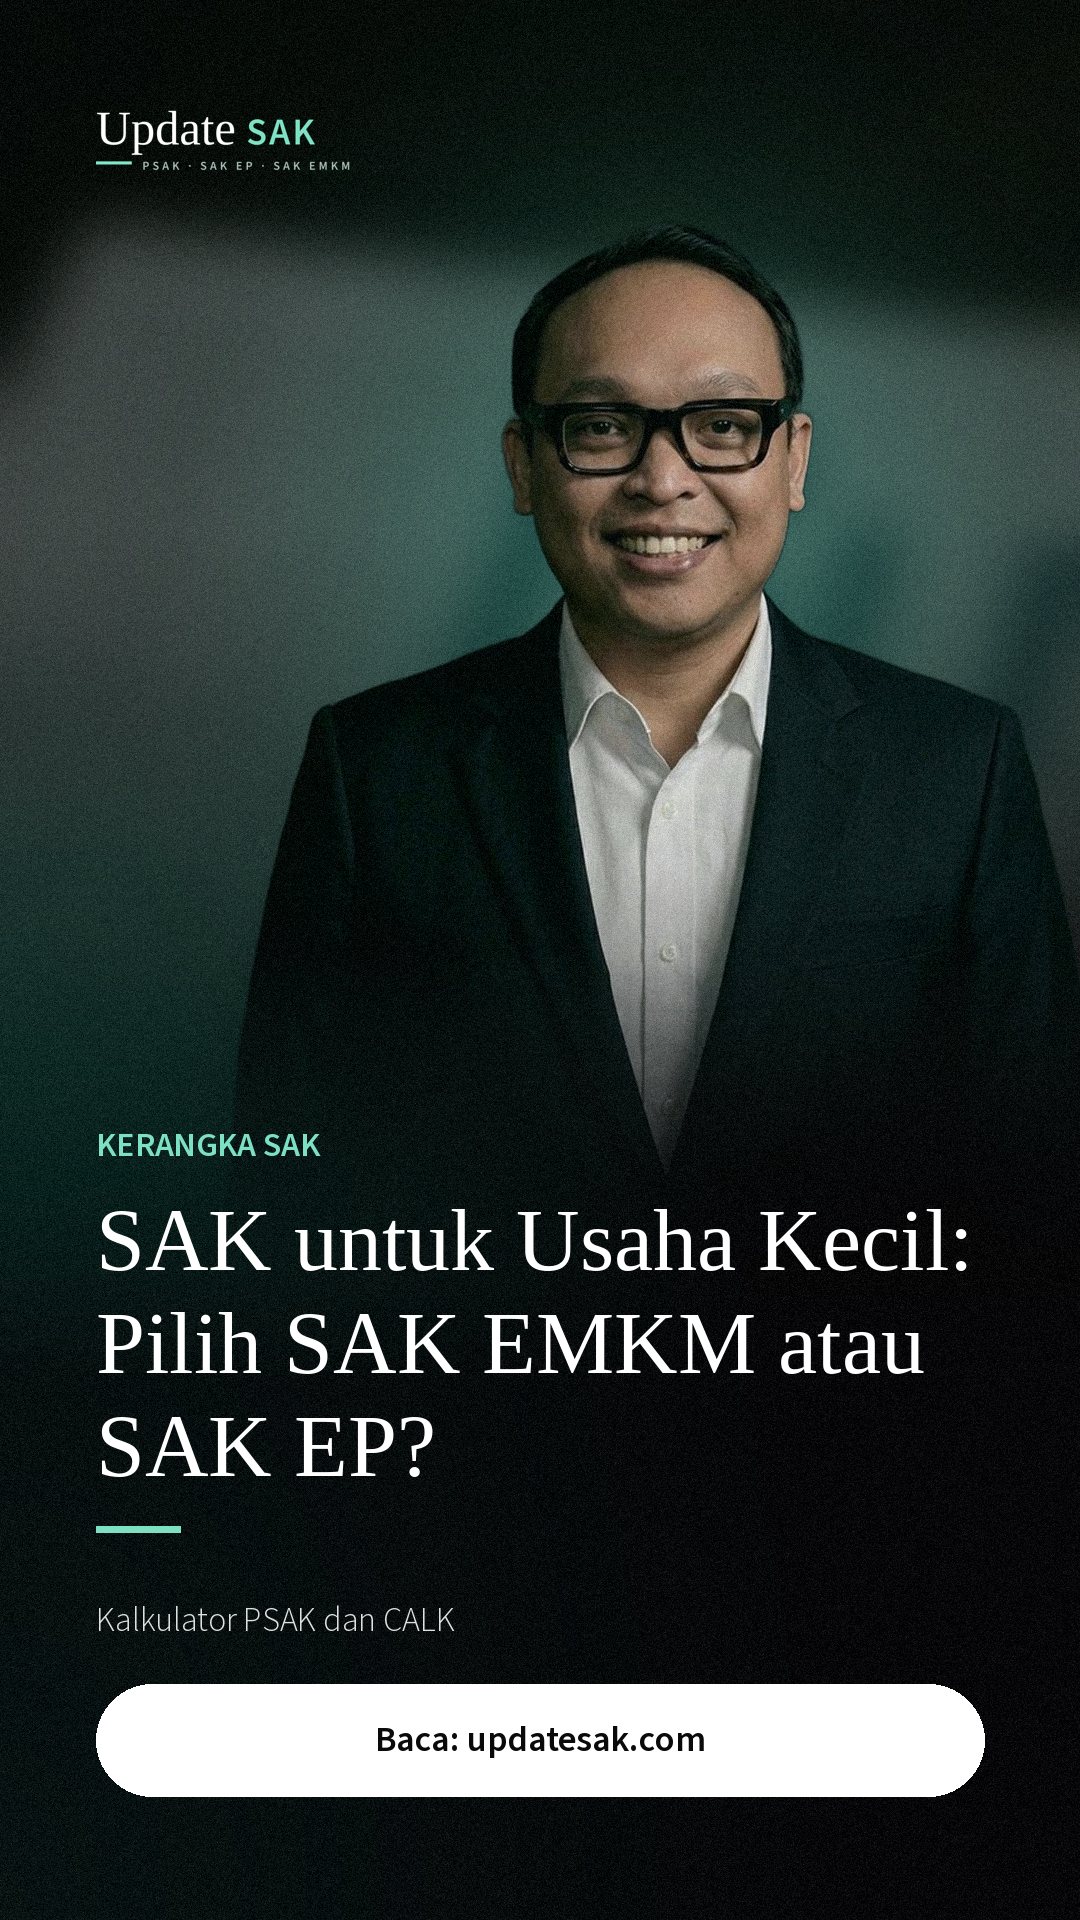 Update SAK
PSAK · SAK EP · SAK EMKM
KERANGKA SAK
SAK untuk Usaha Kecil:
Pilih SAK EMKM atau
SAK EP?
Kalkulator PSAK dan CALK
Baca: updatesak.com